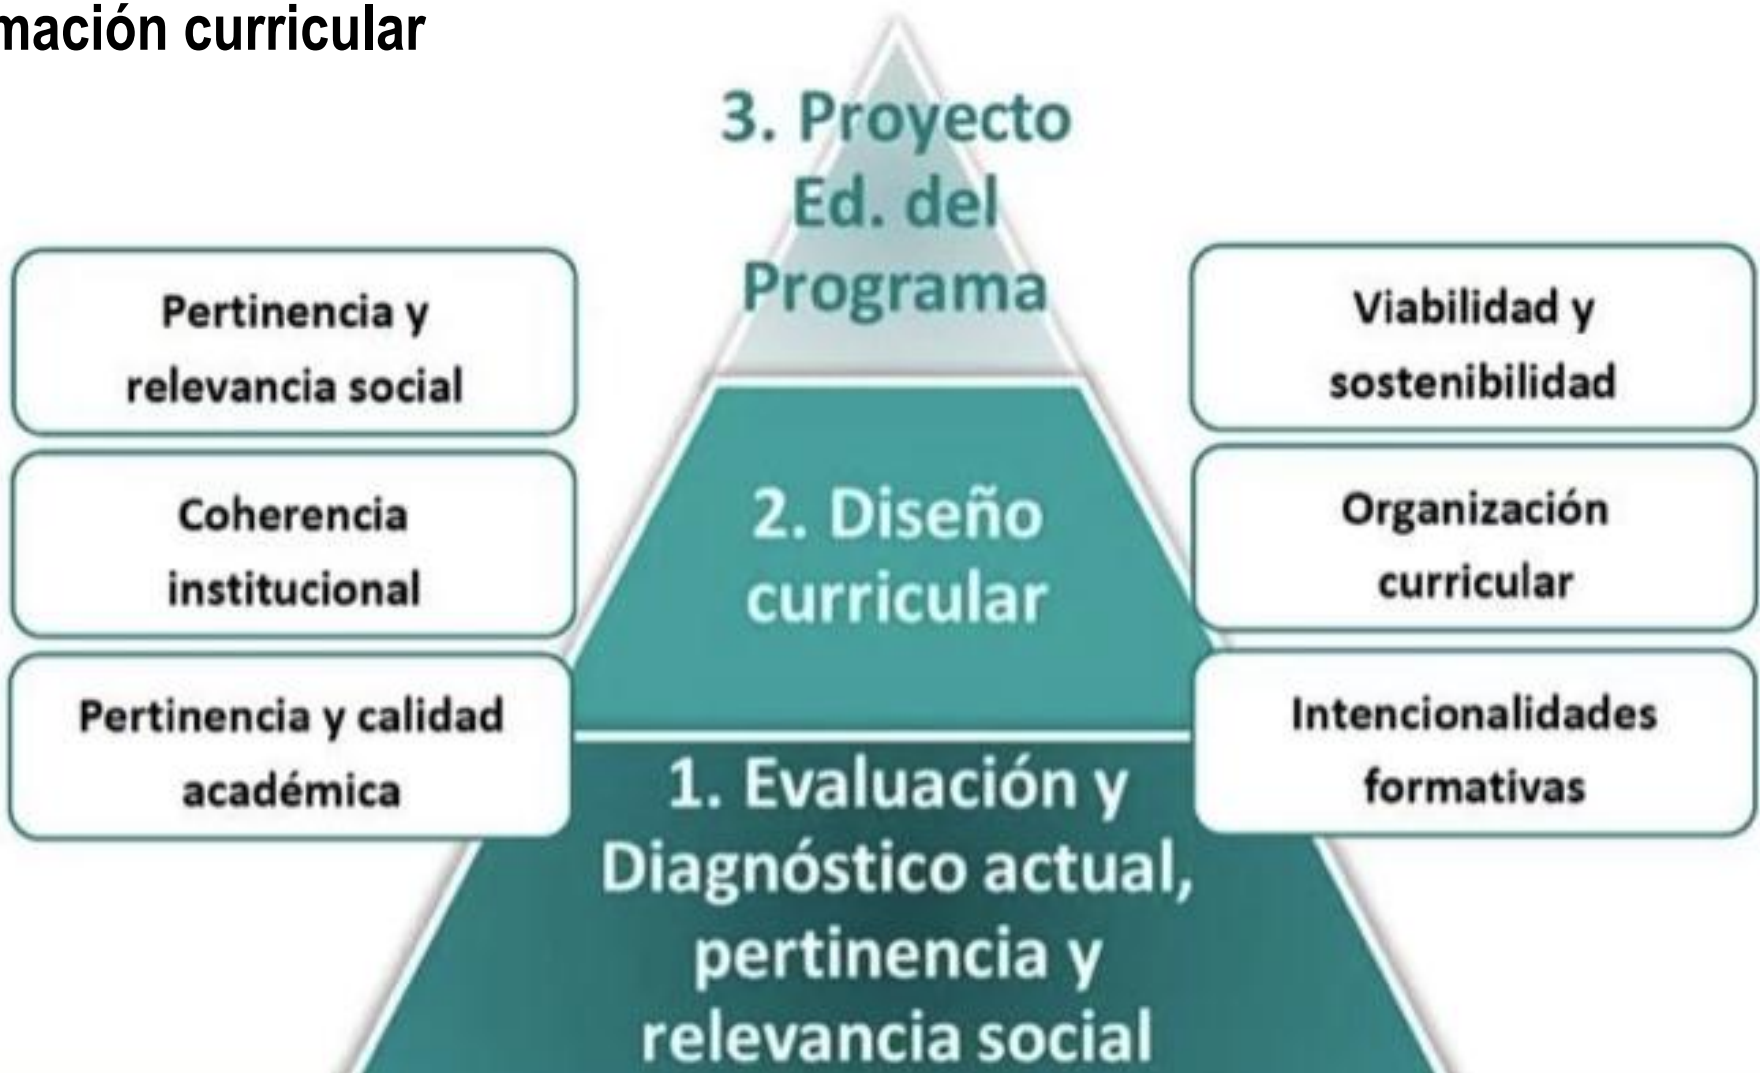 mación curricular
3. Proyecto
Ed. del
Programa
Pertinencia y
relevancia social
Coherencia
institucional
Pertinencia y calidad
académica
2. Diseño
curricular
1. Evaluación y
Diagnóstico actual,
pertinencia y
relevancia social
Viabilidad y
sostenibilidad
Organización
curricular
Intencionalidades
formativas